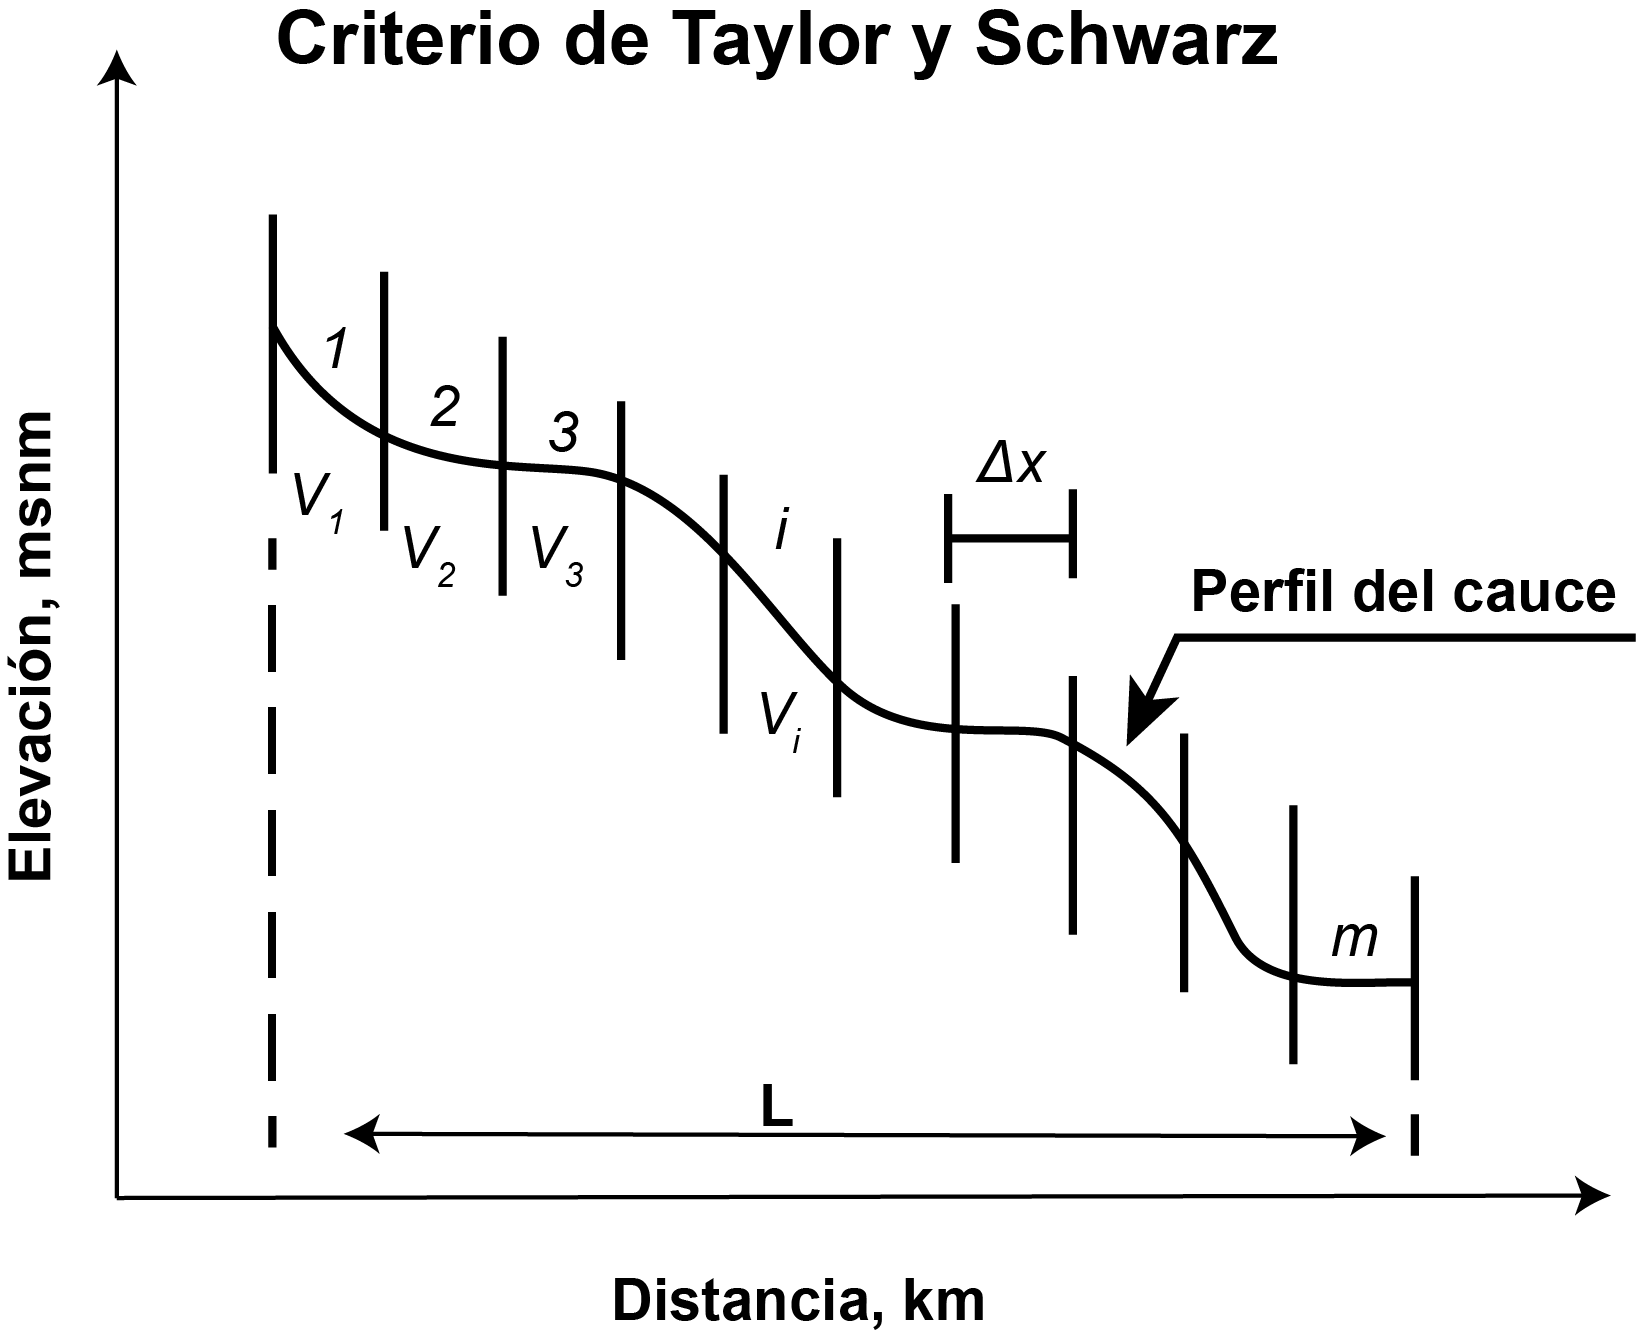 Criterio de Taylor y Schwarz
1
2
3
V1
V2
V3
i
Δx
Perfil del cauce
Vi
m
L
Elevación, msnm
Distancia, km